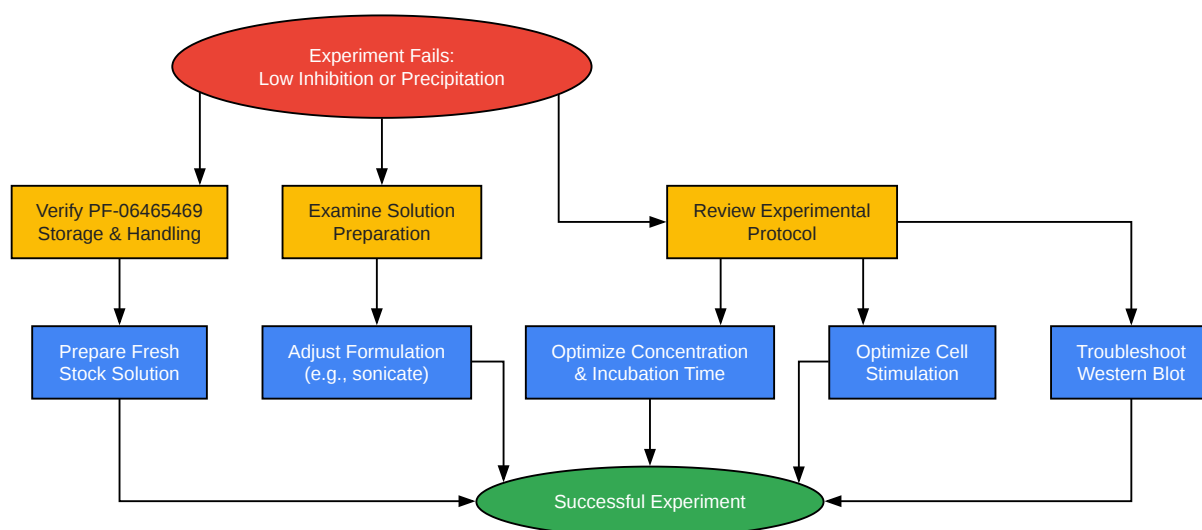 Experiment Fails:
Low Inhibition or Precipitation
Verify PF-06465469
Storage & Handling
Examine Solution
Preparation
Review Experimental
Protocol
Prepare Fresh
Stock Solution
Adjust Formulation
(e.g., sonicate)
Optimize Concentration
& Incubation Time
Optimize Cell
Stimulation
Troubleshoot
Western Blot
Successful Experiment